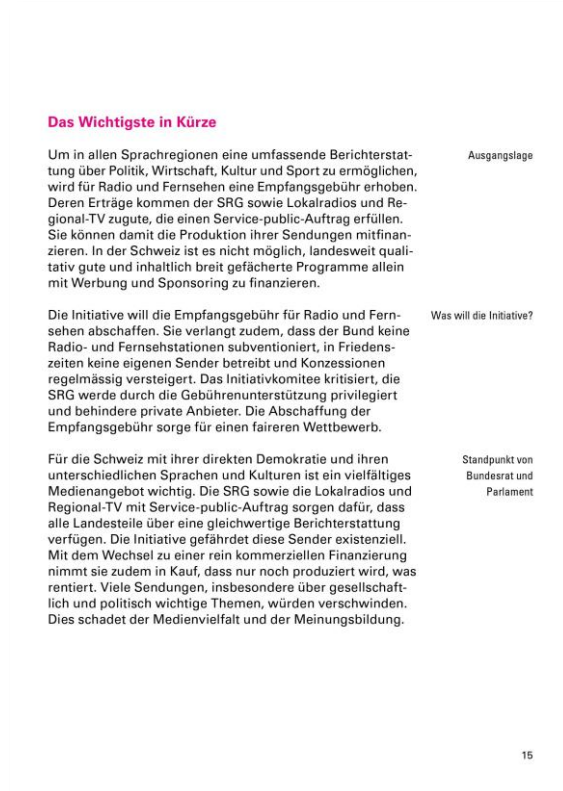 Das Wichtigste in Kürze
Um in allen Sprachregionen eine umfassende Berichterstat-
tung über Politik, Wirtschaft, Kultur und Sport zu ermöglichen,
wird für Radio und Fernsehen eine Empfangsgebühr erhoben.
Deren Erträge kommen der SRG sowie Lokalradios und Re-
gional-TV zugute, die einen Service-public-Auftrag erfüllen.
Sie können damit die Produktion ihrer Sendungen mitfinan-
zieren. In der Schweiz ist es nicht möglich, landesweit quali-
tativ gute und inhaltlich breit gefächerte Programme allein
mit Werbung und Sponsoring zu finanzieren.
Ausgangslage
Die Initiative will die Empfangsgebühr für Radio und Fern-
sehen abschaffen. Sie verlangt zudem, dass der Bund keine
Radio- und Fernsehstationen subventioniert, in Friedens-
zeiten keine eigenen Sender betreibt und Konzessionen
regelmässig versteigert. Das Initiativkomitee kritisiert, die
SRG werde durch die Gebührenunterstützung privilegiert
und behindere private Anbieter. Die Abschaffung der
Empfangsgebühr sorge für einen faireren Wettbewerb.
Was will die Initiative?
Für die Schweiz mit ihrer direkten Demokratie und ihren
unterschiedlichen Sprachen und Kulturen ist ein vielfältiges
Medienangebot wichtig. Die SRG sowie die Lokalradios und
Regional-TV mit Service-public-Auftrag sorgen dafür, dass
alle Landesteile über eine gleichwertige Berichterstattung
verfügen. Die Initiative gefährdet diese Sender existenziell.
Mit dem Wechsel zu einer rein kommerziellen Finanzierung
nimmt sie zudem in Kauf, dass nur noch produziert wird, was
rentiert. Viele Sendungen, insbesondere über gesellschaft-
lich und politisch wichtige Themen, würden verschwinden.
Dies schadet der Medienvielfalt und der Meinungsbildung.
Standpunkt von
Bundesrat und
Parlament
15